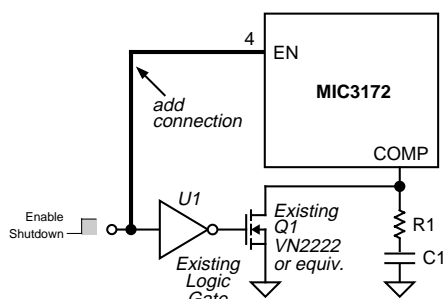 4
EN
MIC3172
add
connection
COMP
U1
Enable
Shutdown
Existing
Q1
VN2222
or equiv.
R1
C1
Existing
Logic
Gate